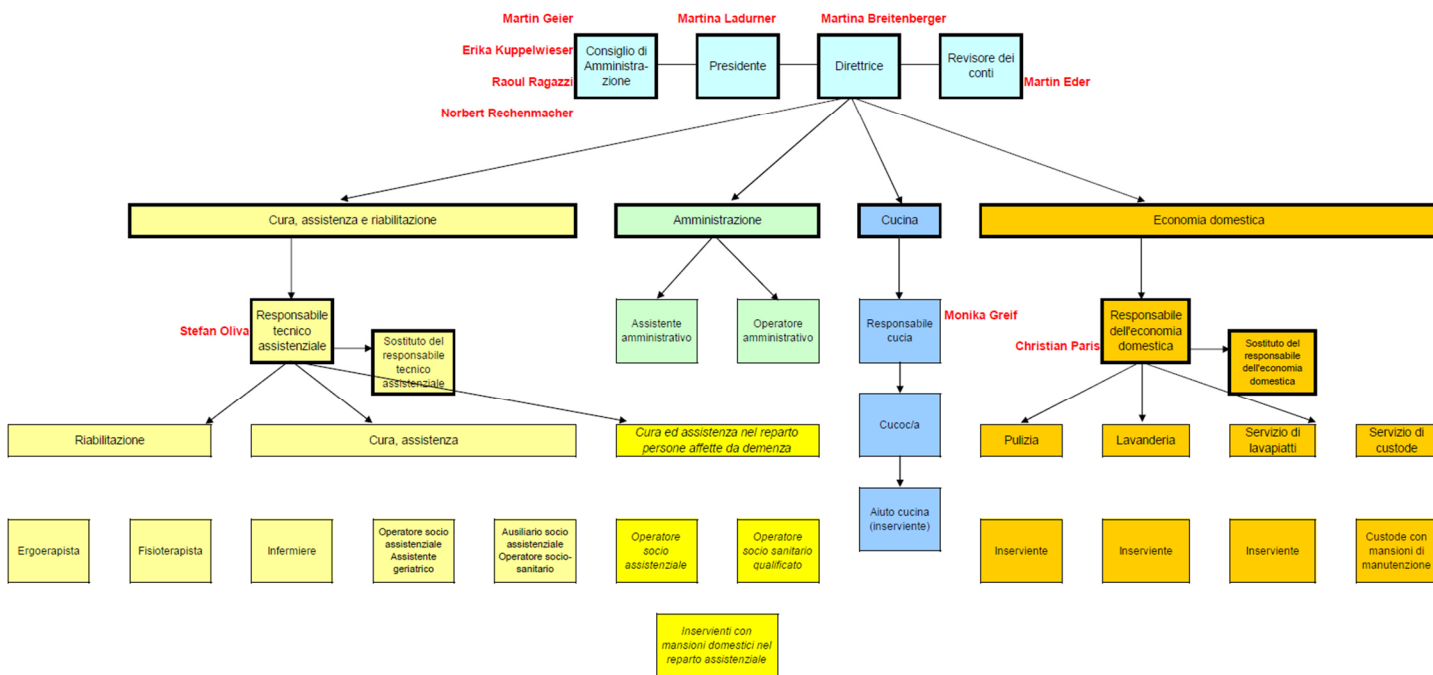 Martin Geier
Martina Ladurner
Martina Breitenberger
Erika Kuppelwieser
Raoul Ragazzi
Norbert Rechenmacher
Consiglio di
Amministra-
zione
Presidente
Direttrice
Revisore dei
conti
Martin Eder
Cura, assistenza e riabilitazione
Amministrazione
Cucina
Economia domestica
Stefan Oliva
Responsabile
tecnico
assistenziale
Sostituto del
responsabile
tecnico
assistenziale
Assistente
amministrativo
Operatore
amministrativo
Responsabile
cucia
Monika Greif
Christian Paris
Responsabile
dell'economia
domestica
Sostituto del
responsabile
dell'economia
domestica
Riabilitazione
Cura, assistenza
Cura ed assistenza nel reparto
persone affette da demenza
Cucoc/a
Pulizia
Lavanderia
Servizio di
lavapiatti
Servizio di
custode
Ergoerapista
Fisioterapista
Infermiere
Operatore socio
assistenziale
Assistente
geriatrico
Ausiliario socio
assistenziale
Operatore socio-
sanitario
Operatore
socio
assistenziale
Operatore
socio sanitario
qualificato
Aiuto cucina
(inserviente)
Inserviente
Inserviente
Inserviente
Custode con
mansioni di
manutenzione
Inservienti con
mansioni domestici nel
reparto assistenziale